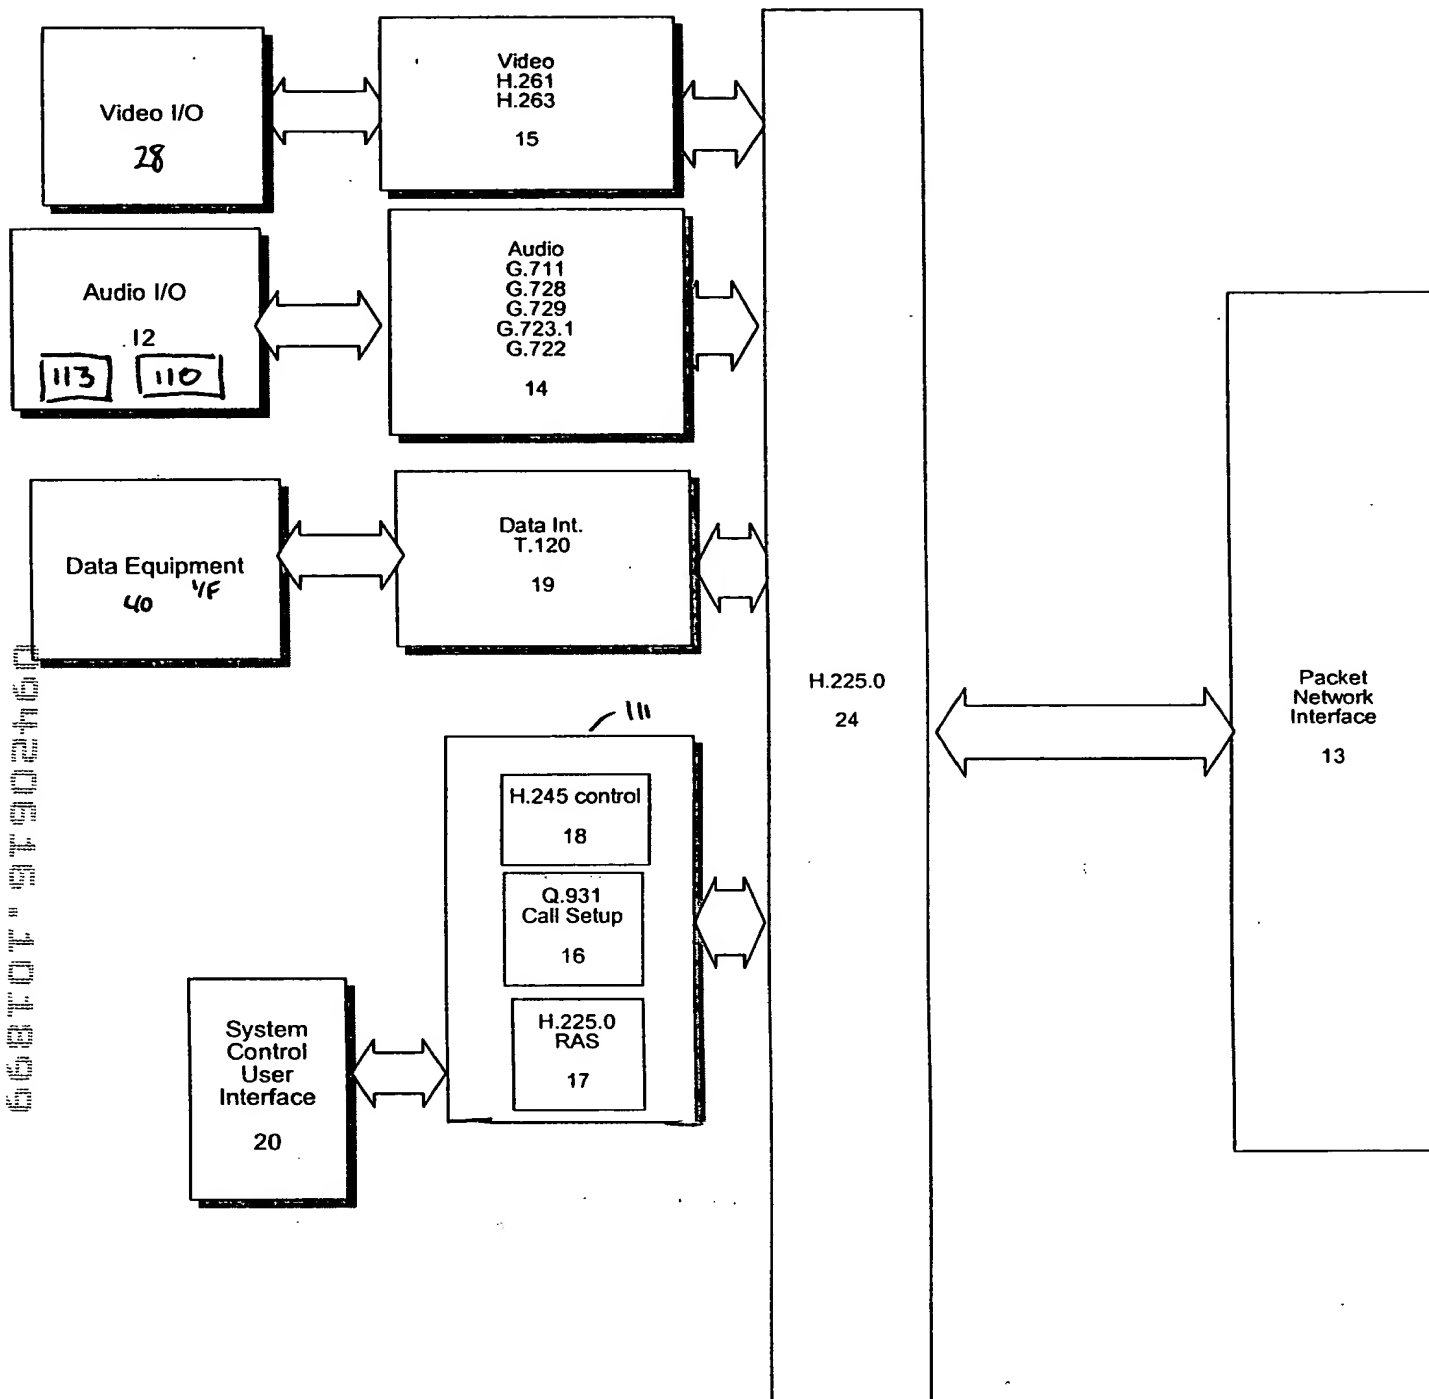 Video I/O
28
Video
H.261
H.263
15
Audio I/O
12
113 110
Audio
G.711
G.728
G.729
G.723.1
G.722
14
Data Equipment
40 I/F
Data Int.
T.120
19
H.225.0
24
Packet
Network
Interface
13
111
H.245 control
18
Q.931
Call Setup
16
H.225.0
RAS
17
System
Control
User
Interface
20
09420515.101899